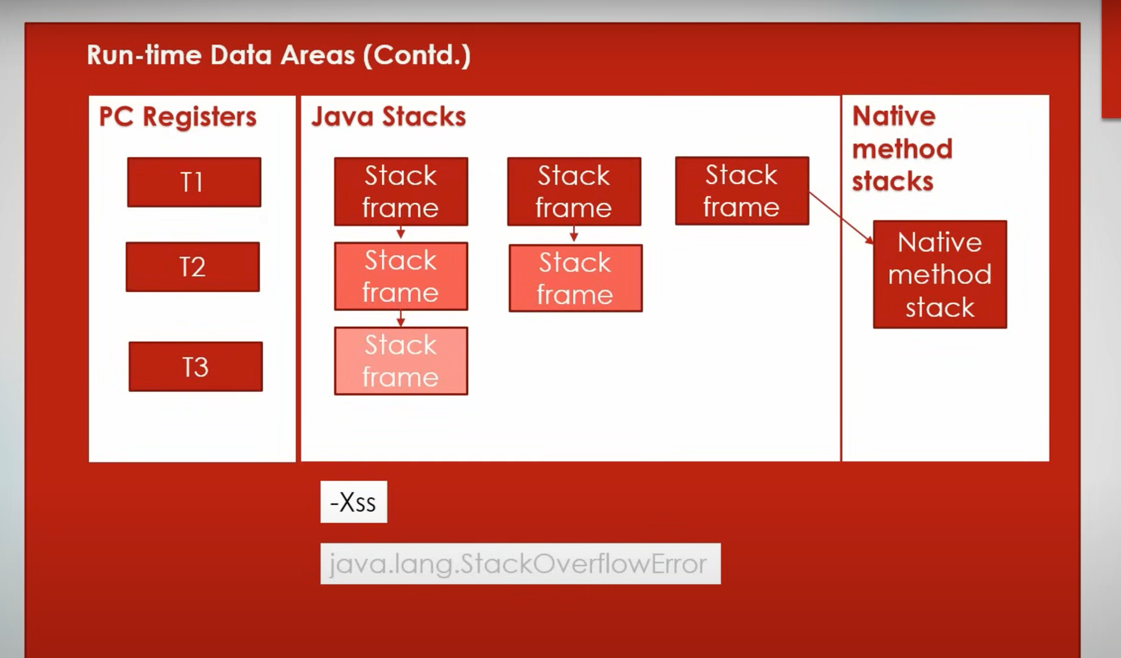 Run-time Data Areas (Contd.)
PC Registers
T1
T2
T3
Java Stacks
Stack
frame
Stack
frame
Stack
frame
Stack
frame
Stack
frame
Stack
frame
Native
method
stacks
Native
method
stack
-Xss
java.lang.StackOverflowError